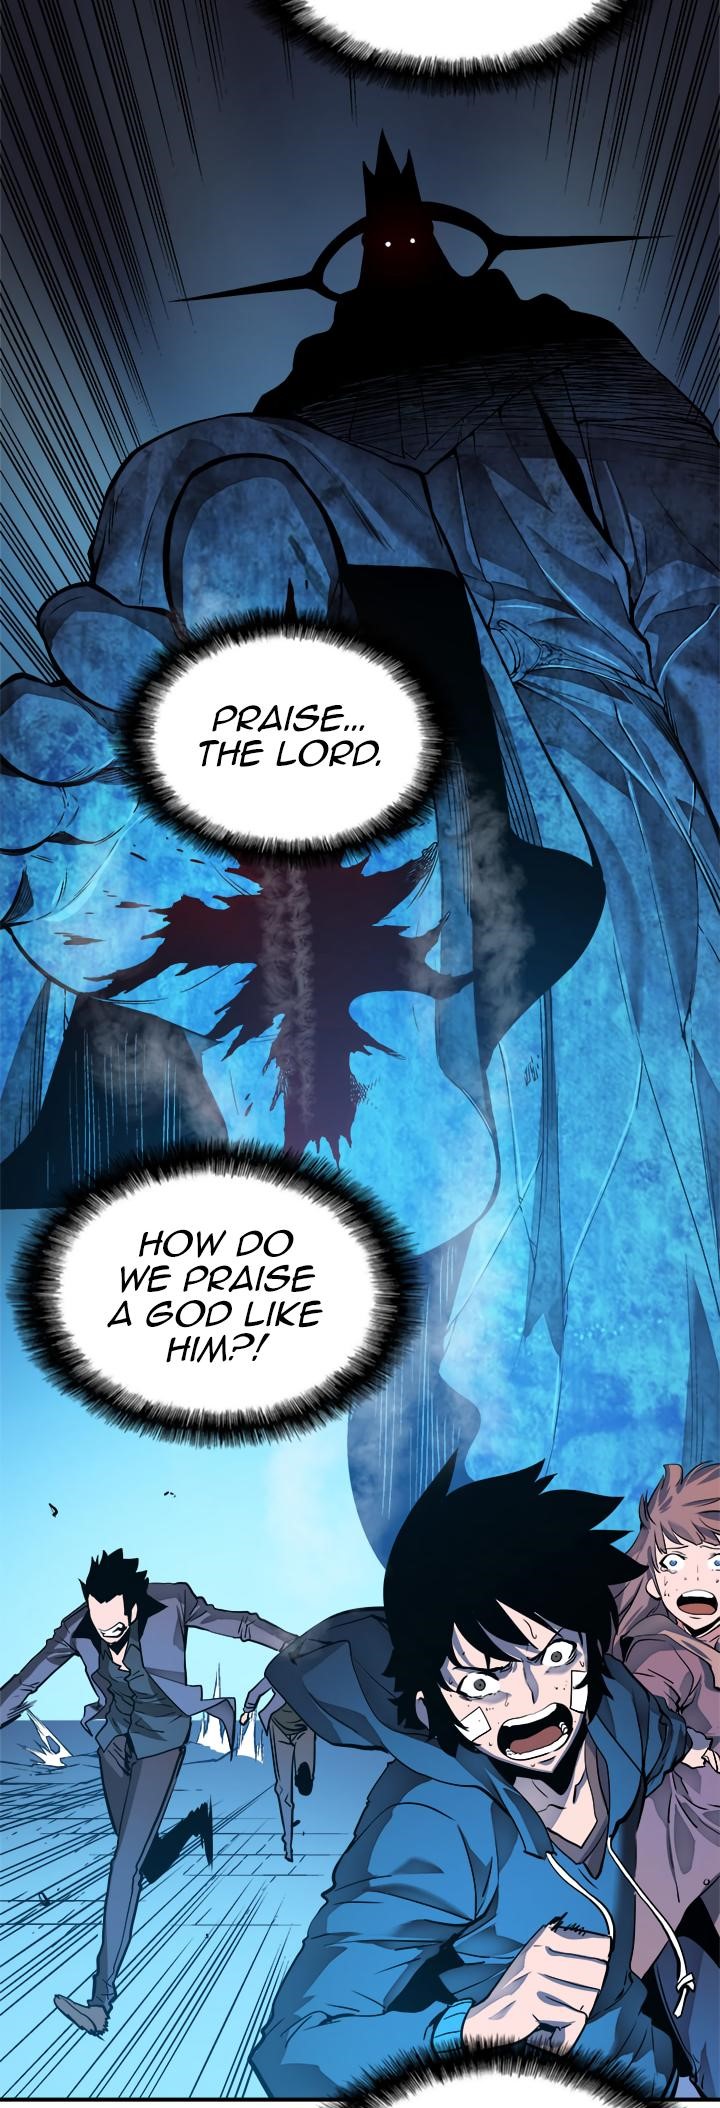 PRAISE...
THE LORD.
HOW DO
WE PRAISE
A GOD LIKE
HIM?!